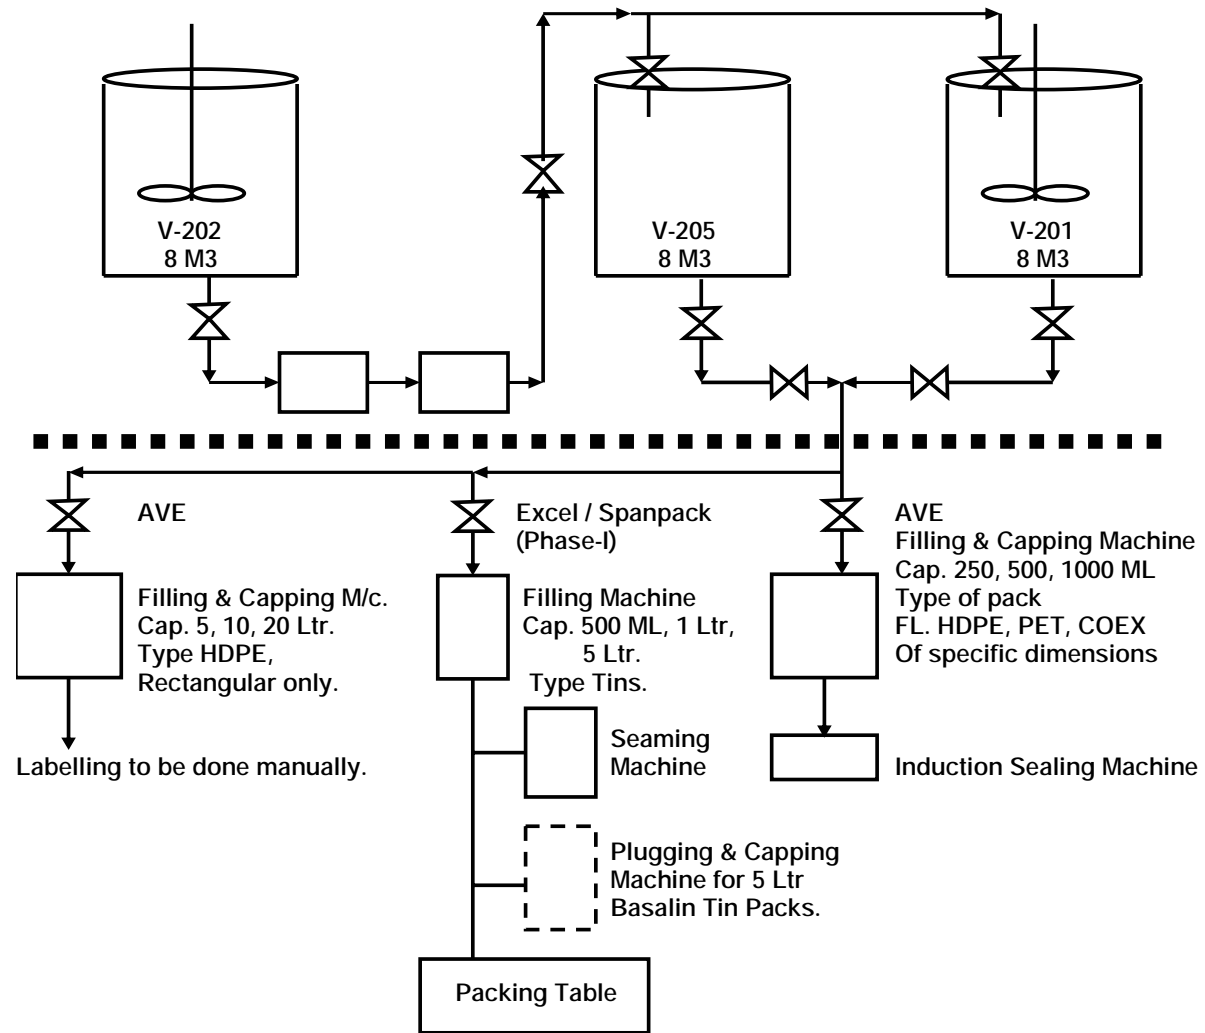 V-202
8 M3
V-205
8 M3
V-201
8 M3
AVE
Filling & Capping M/c.
Cap. 5, 10, 20 Ltr.
Type HDPE,
Rectangular only.
Labelling to be done manually.
Excel / Spanpack
(Phase-I)
Filling Machine
Cap. 500 ML, 1 Ltr,
5 Ltr.
Type Tins.
Seaming
Machine
Plugging & Capping
Machine for 5 Ltr
Basalin Tin Packs.
Packing Table
AVE
Filling & Capping Machine
Cap. 250, 500, 1000 ML
Type of pack
FL. HDPE, PET, COEX
Of specific dimensions
Induction Sealing Machine